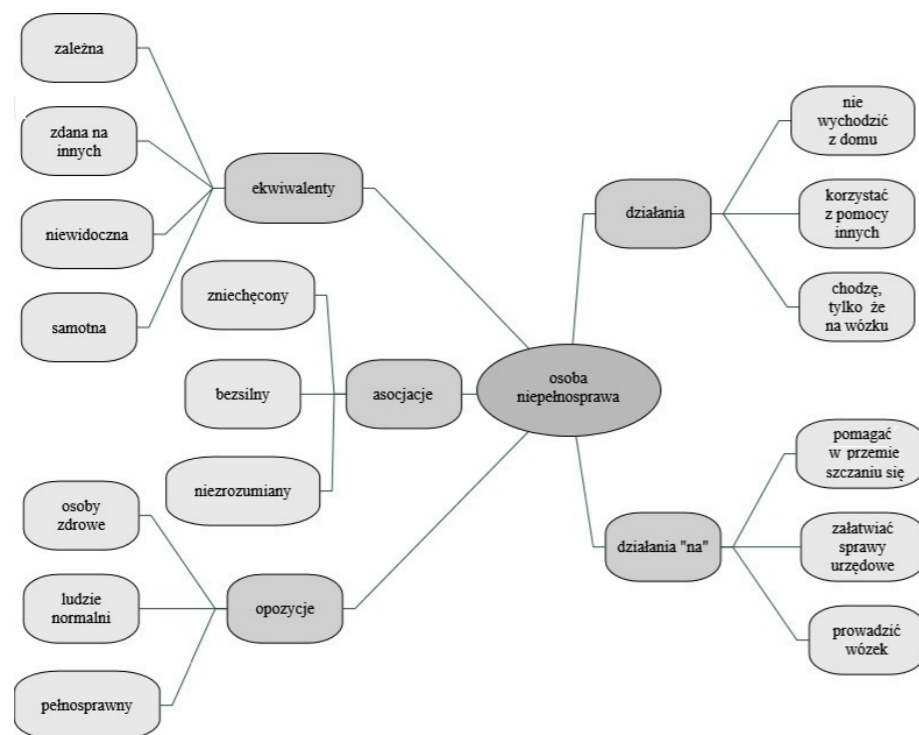 zależna
zdana na
innych
niewidoczna
samotna
ekwiwalenty
zniechęcony
bezsilny
niezrozumiany
asocjacje
osoby
zdrowe
ludzie
normalni
pełnosprawny
opozycje
osoba
niepełnosprawa
działania
nie
wychodzić
z domu
korzystać
z pomocy
innych
chodzę,
tylko że
na wózku
działania "na"
pomagać
w przemie
szczaniu się
załatwiać
sprawy
urzędowe
prowadzić
wózek